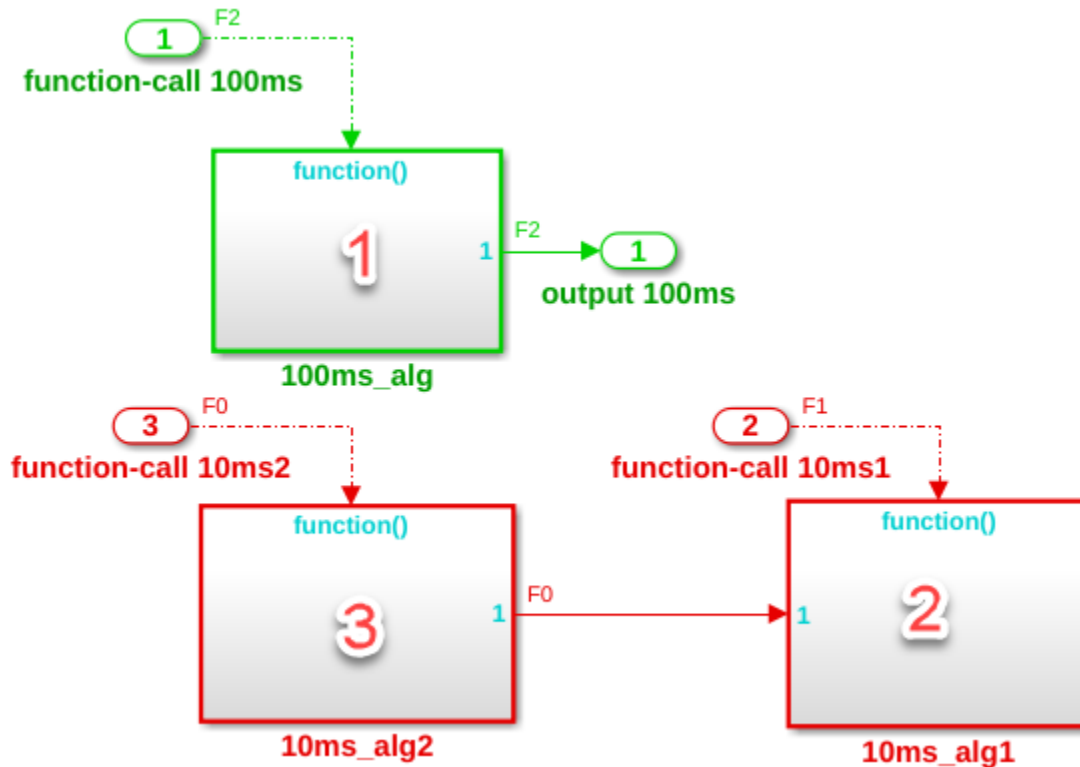 F2
1
function-call 100ms
function()
1
1
F2
1
output 100ms
100ms_alg
3
F0
function-call 10ms2
function()
3
1
F0
10ms_alg2
2
F1
function-call 10ms1
function()
1
2
10ms_alg1